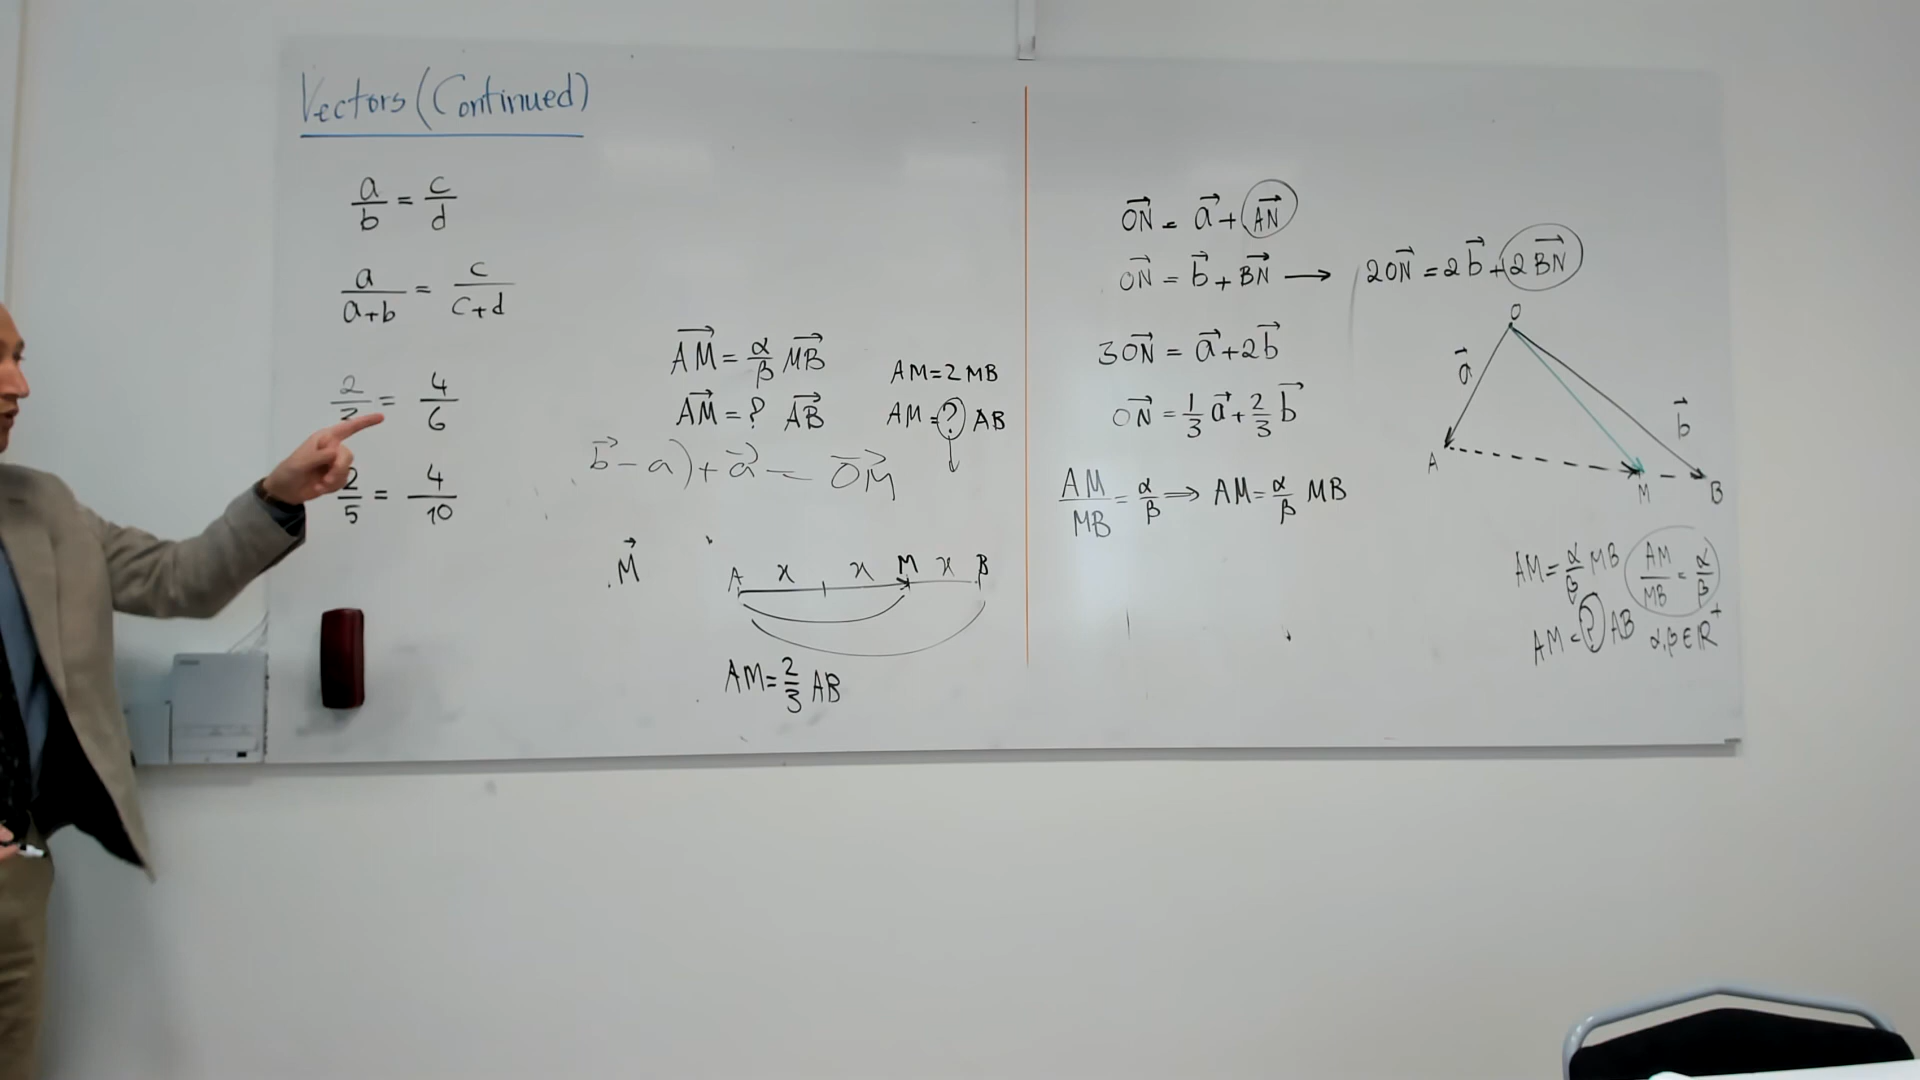 Vectors (Continued)
a/b = c/d
a/(a+b) = c/(c+d)
2/3 = 4/6
2/5 = 4/10
AM⃗ = α/β MB⃗
AM⃗ = ? AB⃗
AM = 2 MB
AM = ? AB
b⃗ - a) + a⃗ = OM⃗
M⃗
A x x M x B
AM = 2/3 AB
ON⃗ = a⃗ + AN⃗
ON⃗ = b⃗ + BN⃗ → 2ON⃗ = 2b⃗ + 2BN⃗
3ON⃗ = a⃗ + 2b⃗
ON⃗ = 1/3 a⃗ + 2/3 b⃗
AM/MB = α/β ⇒ AM = α/β MB
O
a⃗
b⃗
A M B
AM = α/β MB AM/MB = α/β
AM = ? AB α,β ∈ ℝ⁺